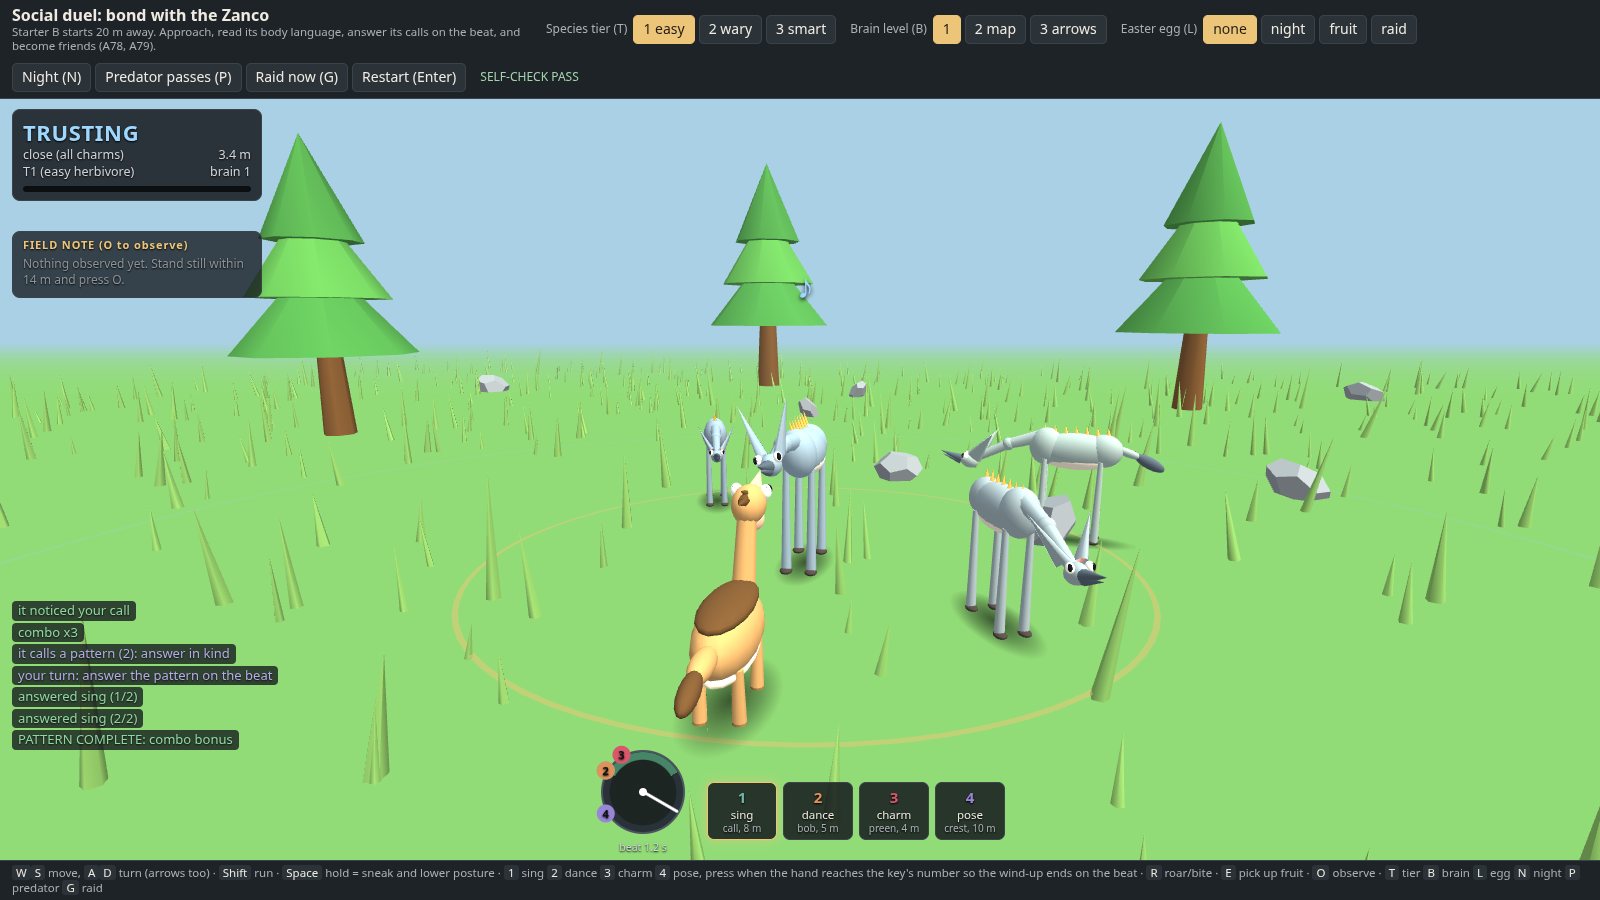 Social duel: bond with the Zanco
Starter B starts 20 m away. Approach, read its body language, answer its calls on the beat, and
become friends (A78, A79).
Species tier (T) 1 easy 2 wary 3 smart Brain level (B) 1 2 map 3 arrows Easter egg (L) none night fruit raid
Night (N) Predator passes (P) Raid now (G) Restart (Enter) SELF-CHECK PASS
TRUSTING
close (all charms) 3.4 m
T1 (easy herbivore) brain 1
FIELD NOTE (O to observe)
Nothing observed yet. Stand still within
14 m and press O.
it noticed your call
combo x3
it calls a pattern (2): answer in kind
your turn: answer the pattern on the beat
answered sing (1/2)
answered sing (2/2)
PATTERN COMPLETE: combo bonus
3
2
4
beat 1.2 s
1 2 3 4
sing dance charm pose
call, 8 m bob, 5 m preen, 4 m crest, 10 m
W S move, A D turn (arrows too) · Shift run · Space hold = sneak and lower posture · 1 sing 2 dance 3 charm 4 pose, press when the hand reaches the key's number so the wind-up ends on the beat · R roar/bite · E pick up fruit · O observe · T tier B brain L egg N night P
predator G raid